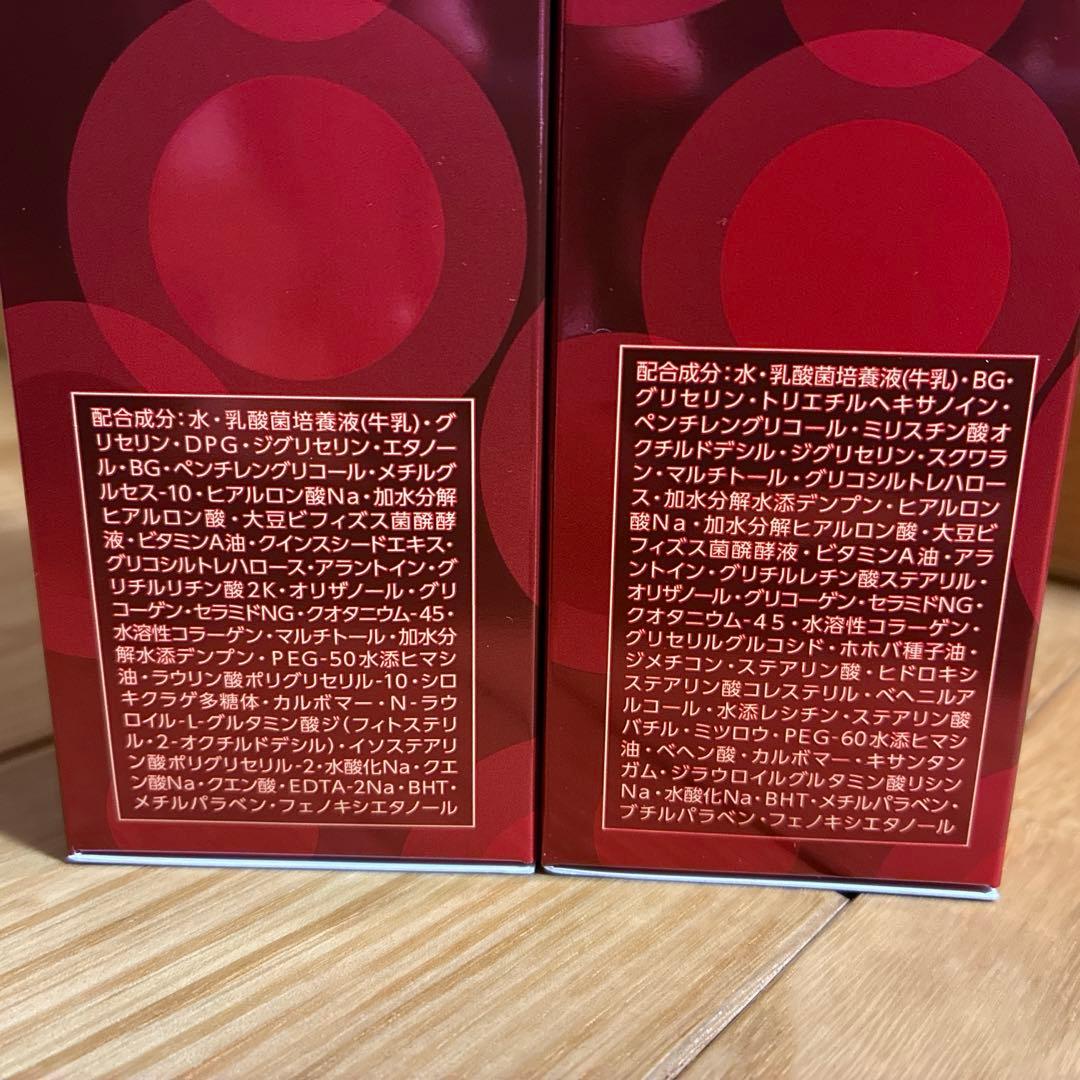 配合成分：水・乳酸菌培養液(牛乳)・グ
リセリン・DPG・ジグリセリン・エタノー
ル・BG・ペンチレングリコール・メチルグ
ルセス-10・ヒアルロン酸Na・加水分解
ヒアルロン酸・大豆ビフィズス菌醗酵
液・ビタミンA油・クインスシードエキス・
グリコシルトレハロース・アラントイン・グ
リチルリチン酸2K・オリザノール・グリ
コーゲン・セラミドNG・クオタニウム-45・
水溶性コラーゲン・マルチトール・加水分
解水添デンプン・PEG-50水添ヒマシ
油・ラウリン酸ポリグリセリル-10・シロ
キクラゲ多糖体・カルボマー・N-ラウ
ロイル-L-グルタミン酸ジ(フィトステリ
ル・2-オクチルドデシル)・イソステアリ
ン酸ポリグリセリル-2・水酸化Na・クエ
ン酸Na・クエン酸・EDTA-2Na・BHT・
メチルパラベン・フェノキシエタノール
配合成分：水・乳酸菌培養液(牛乳)・BG・
グリセリン・トリエチルヘキサノイン・
ペンチレングリコール・ミリスチン酸オ
クチルドデシル・ジグリセリン・スクワラ
ン・マルチトール・グリコシルトレハロー
ス・加水分解水添デンプン・ヒアルロン
酸Na・加水分解ヒアルロン酸・大豆ビ
フィズス菌醗酵液・ビタミンA油・アラ
ントイン・グリチルレチン酸ステアリル・
オリザノール・グリコーゲン・セラミドNG・
クオタニウム-45・水溶性コラーゲン・
グリセリルグルコシド・ホホバ種子油・
ジメチコン・ステアリン酸・ヒドロキシ
ステアリン酸コレステリル・ベヘニルア
ルコール・水添レシチン・ステアリン酸
バチル・ミツロウ・PEG-60水添ヒマシ
油・ベヘン酸・カルボマー・キサンタン
ガム・ジラウロイルグルタミン酸リシン
Na・水酸化Na・BHT・メチルパラベン・
ブチルパラベン・フェノキシエタノール